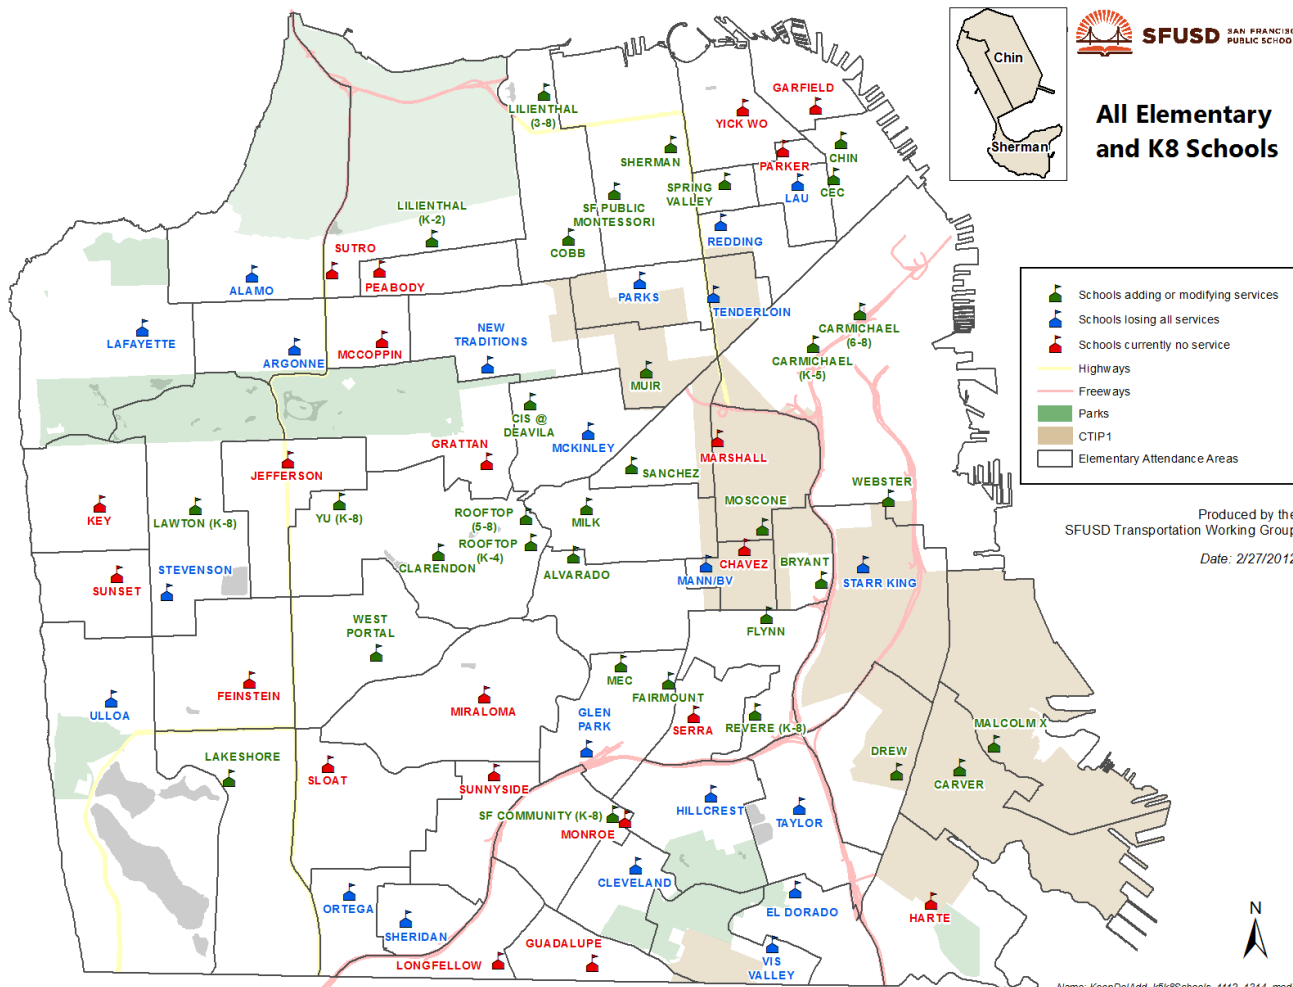 Chin
Sherman
SFUSD
SAN FRANCISC
PUBLIC SCHOO
All Elementary
and K8 Schools
GARFIELD
YICK WO
LILIENTHAL
(3-8)
SHERMAN
PARKER
CHIN
SPRING
VALLEY
LAU
CEC
SF PUBLIC
MONTESSORI
LILIENTHAL
(K-2)
REDDING
COBB
SUTRO
PEABODY
ALAMO
PARKS
TENDERLOIN
LAFAYETTE
ARGONNE
MCCOPPIN
NEW
TRADITIONS
CARMICHAEL
(6-8)
CARMICHAEL
(K-5)
MUIR
Schools adding or modifying services
Schools losing all services
Schools currently no service
Highways
Freeways
Parks
CTIP1
Elementary Attendance Areas
CIS @
DEAVILA
MCKINLEY
GRATTAN
MARSHALL
JEFFERSON
SANCHEZ
WEBSTER
MOSCONE
KEY
LAWTON (K-8)
YU (K-8)
ROOFTOP
(5-8)
ROOFTOP
(K-4)
MILK
CLARENDON
ALVARADO
CHAVEZ
BRYANT
MANN/BV
STARR KING
Produced by the
SFUSD Transportation Working Group
Date: 2/27/2012
STEVENSON
SUNSET
WEST
PORTAL
FLYNN
MEC
FAIRMOUNT
FEINSTEIN
MIRALOMA
ULLOA
GLEN
PARK
SERRA
REVERE (K-8)
MALCOLM X
DREW
CARVER
LAKESHORE
SLOAT
SUNNYSIDE
SF COMMUNITY (K-8)
MONROE
HILLCREST
TAYLOR
CLEVELAND
ORTEGA
EL DORADO
HARTE
SHERIDAN
GUADALUPE
LONGFELLOW
VIS
VALLEY
N